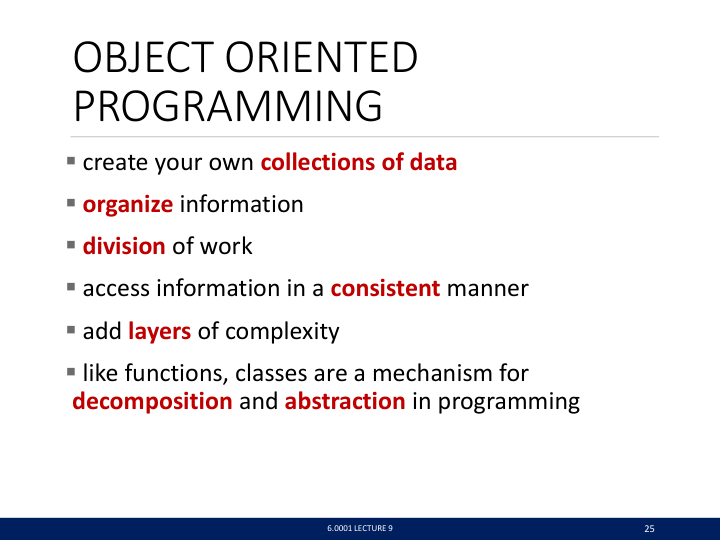 OBJECT ORIENTED
PROGRAMMING
▪ create your own collections of data
▪ organize information
▪ division of work
▪ access information in a consistent manner
▪ add layers of complexity
▪ like functions, classes are a mechanism for
decomposition and abstraction in programming
6.0001 LECTURE 9
25